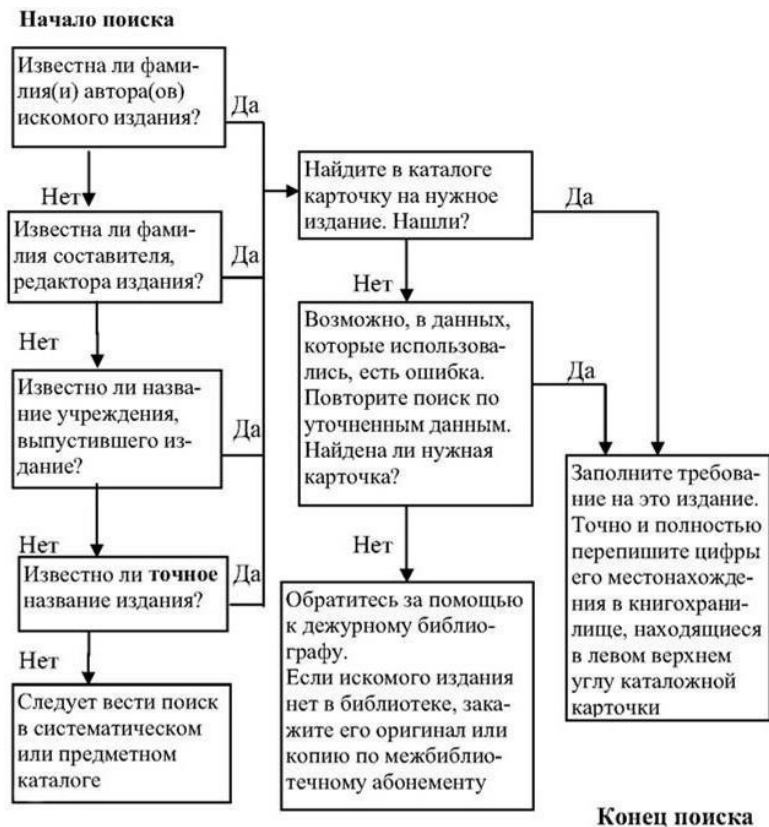 Начало поиска
Известна ли фами-
лия(и) автора(ов)
искомого издания?
Да
Нет
Известна ли фами-
лия составителя,
редактора издания?
Да
Нет
Известно ли назва-
ние учреждения,
выпустившего из-
дание?
Да
Нет
Известно ли точное
название издания?
Да
Нет
Следует вести поиск
в систематическом
или предметном
каталоге
Найдите в каталоге
карточку на нужное
издание. Нашли?
Да
Нет
Возможно, в данных,
которые использова-
лись, есть ошибка.
Повторите поиск по
уточненным данным.
Найдена ли нужная
карточка?
Да
Нет
Обратитесь за помощью
к дежурному библио-
графу.
Если искомого издания
нет в библиотеке, зака-
жите его оригинал или
копию по межбиблио-
течному абонементу
Заполните требова-
ние на это издание.
Точно и полностью
перепишите цифры
его местонахожде-
ния в книгохрани-
лище, находящиеся
в левом верхнем
углу каталожной
карточки
Конец поиска